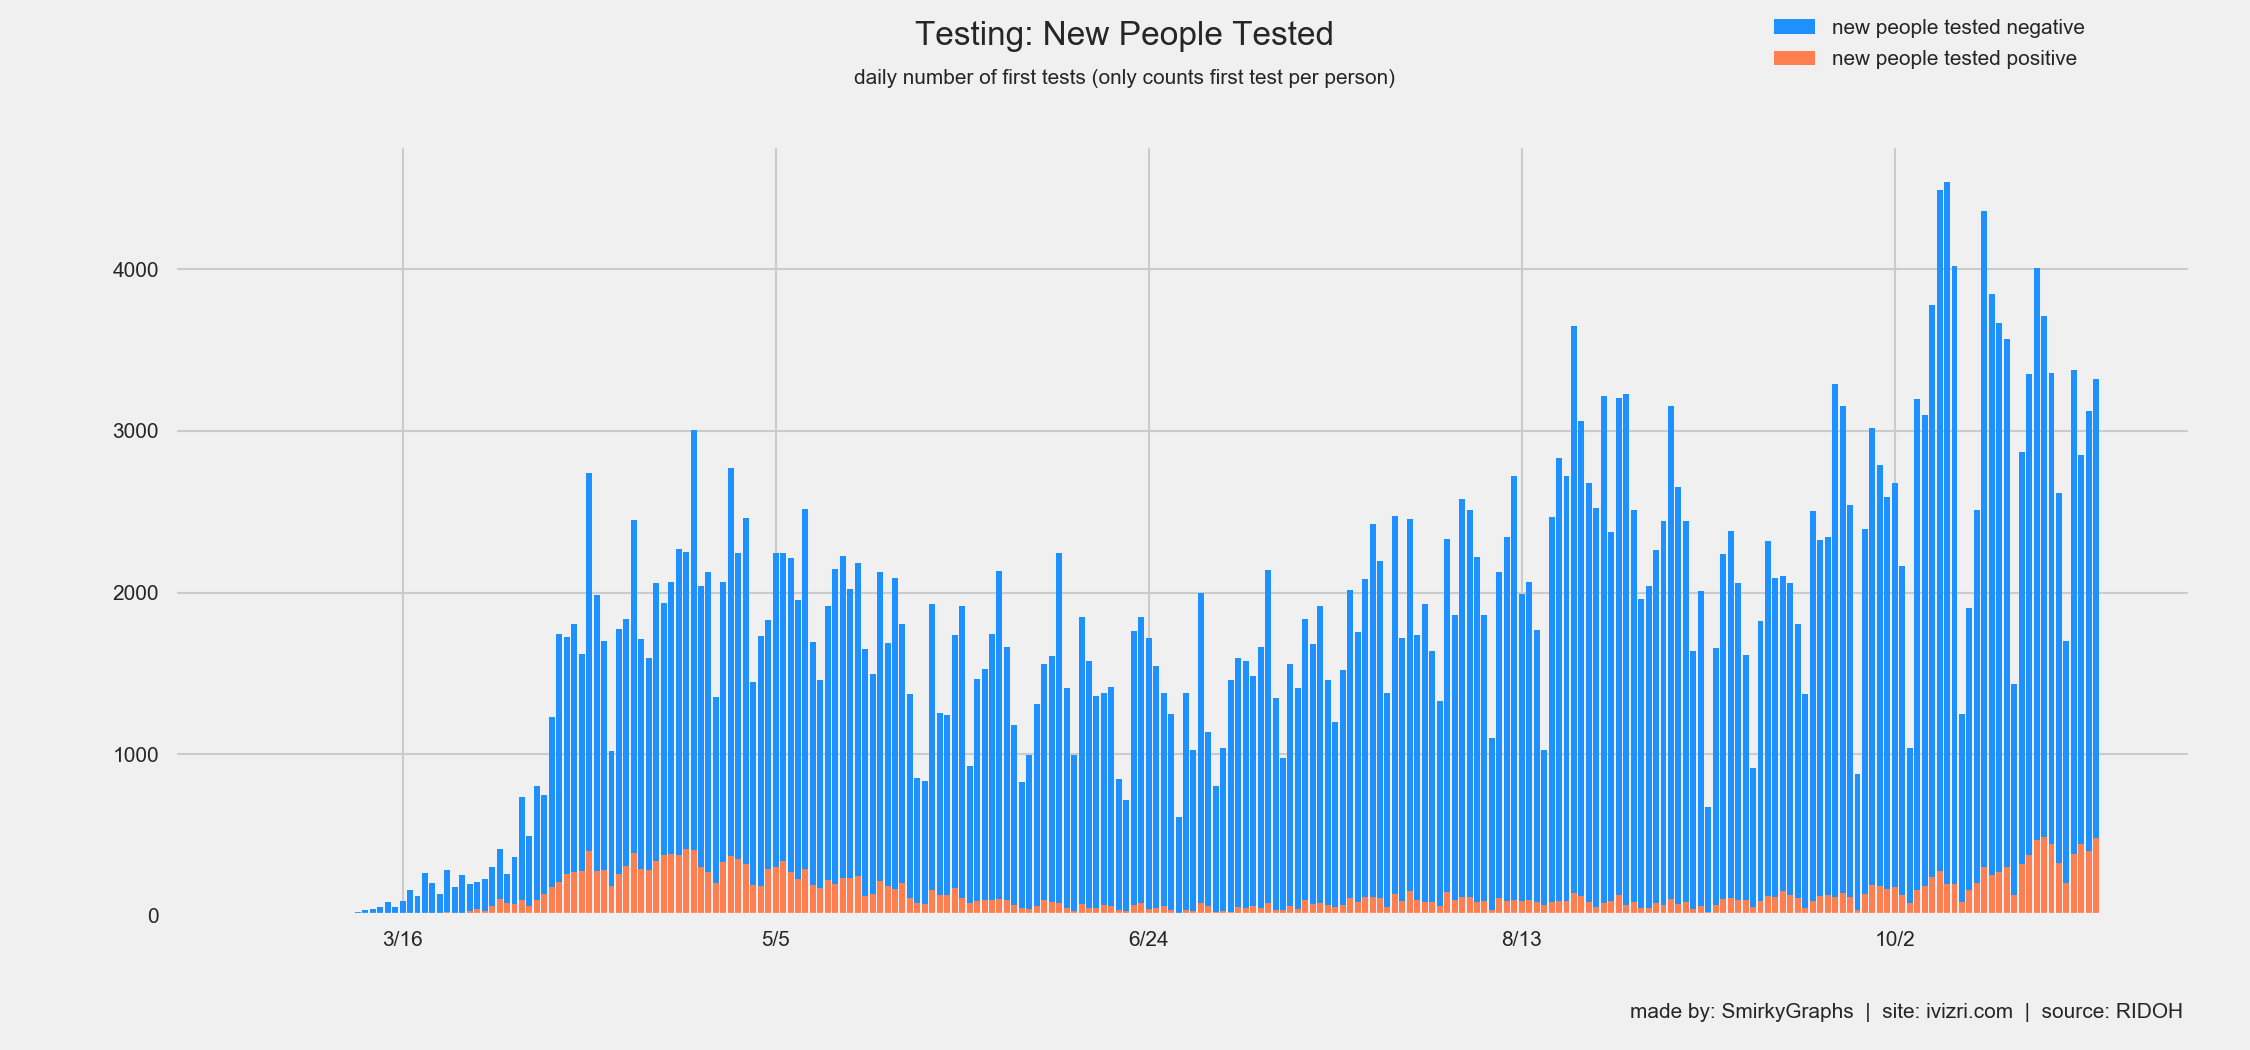 Testing: New People Tested
daily number of first tests (only counts first test per person)
new people tested negative
new people tested positive
4000
3000
2000
1000
0
3/16 5/5 6/24 8/13 10/2
made by: SmirkyGraphs | site: ivizri.com | source: RIDOH